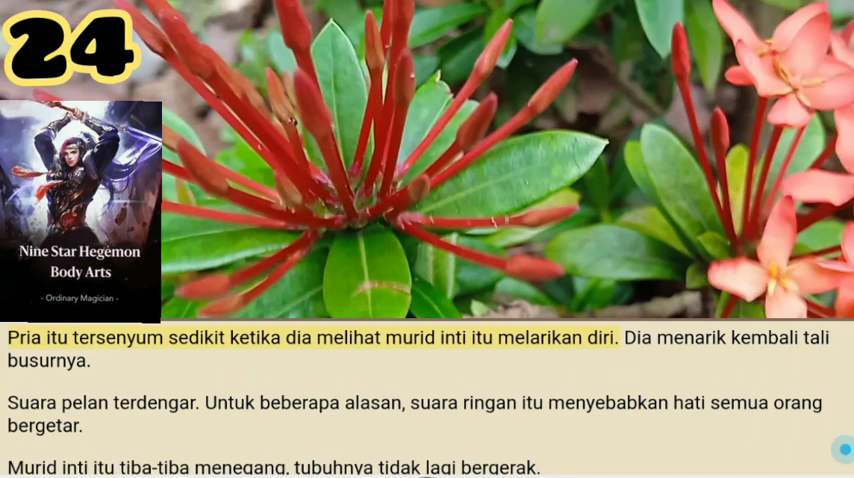 24
Nine Star Hegemon
Body Arts
- Ordinary Magician -
Pria itu tersenyum sedikit ketika dia melihat murid inti itu melarikan diri. Dia menarik kembali tali
busurnya.
Suara pelan terdengar. Untuk beberapa alasan, suara ringan itu menyebabkan hati semua orang
bergetar.
Murid inti itu tiba-tiba menegang, tubuhnya tidak lagi bergerak.